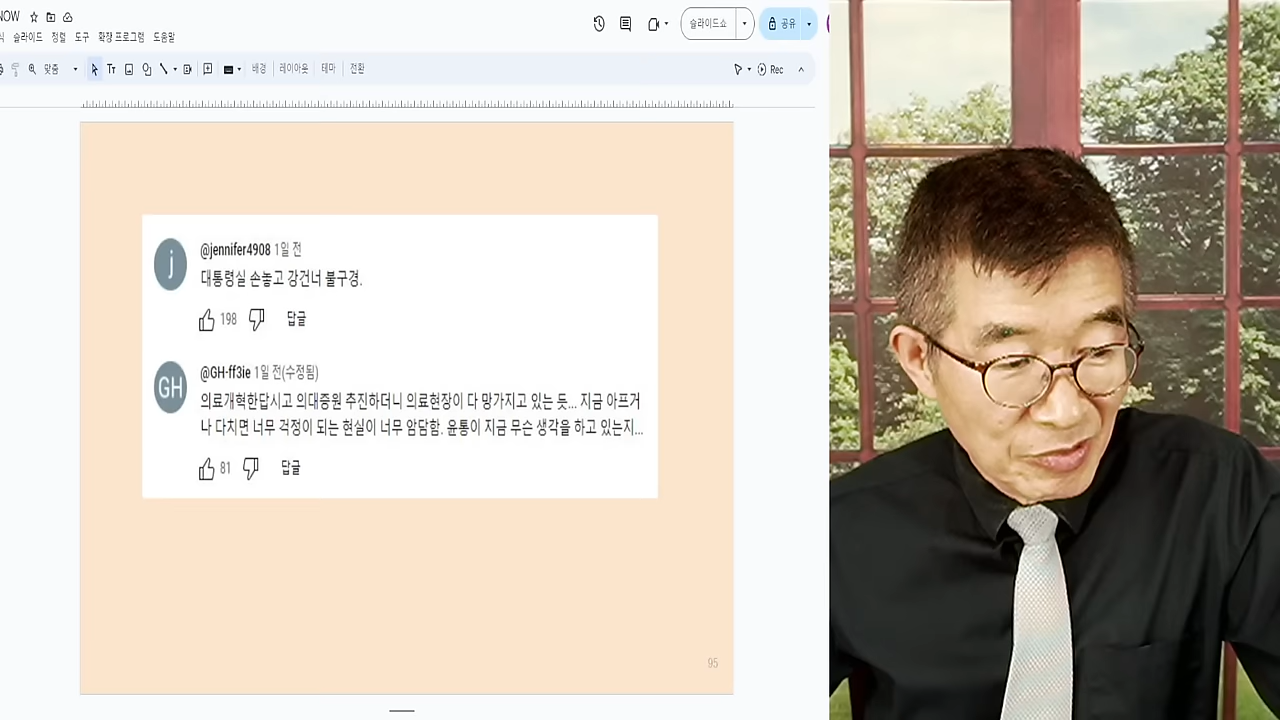 NOW
슬라이드 정렬 도구 확장 프로그램 도움말
슬라이드쇼
공유
맞춤
Tr
배경
레이아웃
테마
전환
Rec
j
@jennifer4908 1일 전
대통령실 손놓고 강건너 불구경.
198 답글
GH
@GH-ff3ie 1일 전(수정됨)
의료개혁한답시고 의대증원 추진하더니 의료현장이 다 망가지고 있는 듯... 지금 아프거
나 다치면 너무 걱정이 되는 현실이 너무 암담함. 윤통이 지금 무슨 생각을 하고 있는지...
81 답글
95